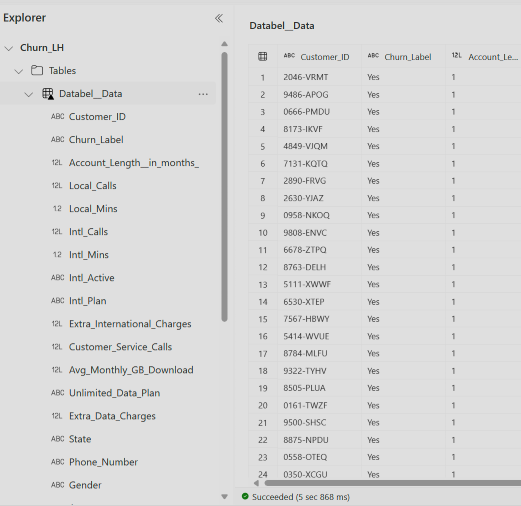 Explorer
Churn_LH
Tables
Databel__Data
ABC Customer_ID
ABC Churn_Label
12L Account_Length__in_months_
12L Local_Calls
1.2 Local_Mins
12L Intl_Calls
1.2 Intl_Mins
ABC Intl_Active
ABC Intl_Plan
12L Extra_International_Charges
12L Customer_Service_Calls
12L Avg_Monthly_GB_Download
ABC Unlimited_Data_Plan
12L Extra_Data_Charges
ABC State
ABC Phone_Number
ABC Gender
Databel__Data
ABC Customer_ID ABC Churn_Label 12L Account_Le...
1 2046-VRMT Yes 1
2 9486-APOG Yes 1
3 0666-PMDU Yes 1
4 8173-IKVF Yes 1
5 4849-VJQM Yes 1
6 7131-KQTQ Yes 1
7 2890-FRVG Yes 1
8 2630-YJAZ Yes 1
9 0958-NKOQ Yes 1
10 9808-ENVC Yes 1
11 6678-ZTPQ Yes 1
12 8763-DELH Yes 1
13 5111-XWWF Yes 1
14 6530-XTEP Yes 1
15 7567-HBWY Yes 1
16 5414-WVUE Yes 1
17 8784-MLFU Yes 1
18 9322-TYHV Yes 1
19 8505-PLUA Yes 1
20 0161-TWZF Yes 1
21 9500-SHSC Yes 1
22 8875-NPDU Yes 1
23 0558-OTEQ Yes 1
24 0350-XCGU Yes 1
Succeeded (5 sec 868 ms)